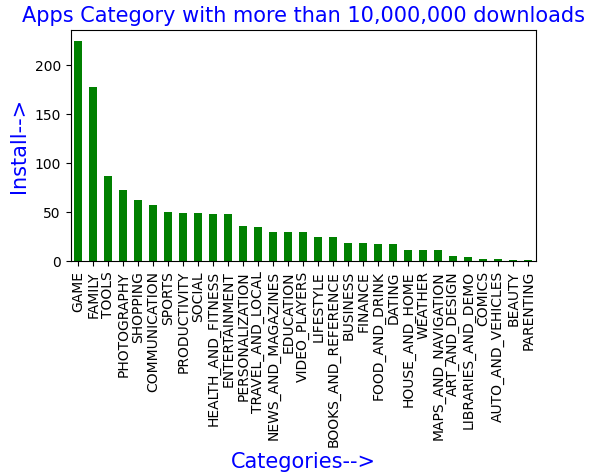 Apps Category with more than 10,000,000 downloads
Install-->
200
150
100
50
0
GAME
FAMILY
TOOLS
PHOTOGRAPHY
SHOPPING
COMMUNICATION
SPORTS
PRODUCTIVITY
SOCIAL
HEALTH_AND_FITNESS
ENTERTAINMENT
PERSONALIZATION
TRAVEL_AND_LOCAL
NEWS_AND_MAGAZINES
EDUCATION
VIDEO_PLAYERS
LIFESTYLE
BOOKS_AND_REFERENCE
BUSINESS
FINANCE
FOOD_AND_DRINK
DATING
HOUSE_AND_HOME
WEATHER
MAPS_AND_NAVIGATION
ART_AND_DESIGN
LIBRARIES_AND_DEMO
COMICS
AUTO_AND_VEHICLES
BEAUTY
PARENTING
Categories-->